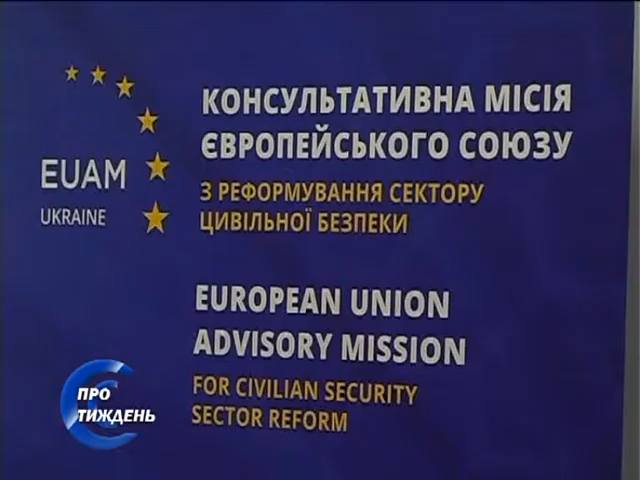 EUAM
UKRAINE
КОНСУЛЬТАТИВНА МІСІЯ
ЄВРОПЕЙСЬКОГО СОЮЗУ
З РЕФОРМУВАННЯ СЕКТОРУ
ЦИВІЛЬНОЇ БЕЗПЕКИ
EUROPEAN UNION
ADVISORY MISSION
FOR CIVILIAN SECURITY
SECTOR REFORM
ПРО
ТИЖДЕНЬ